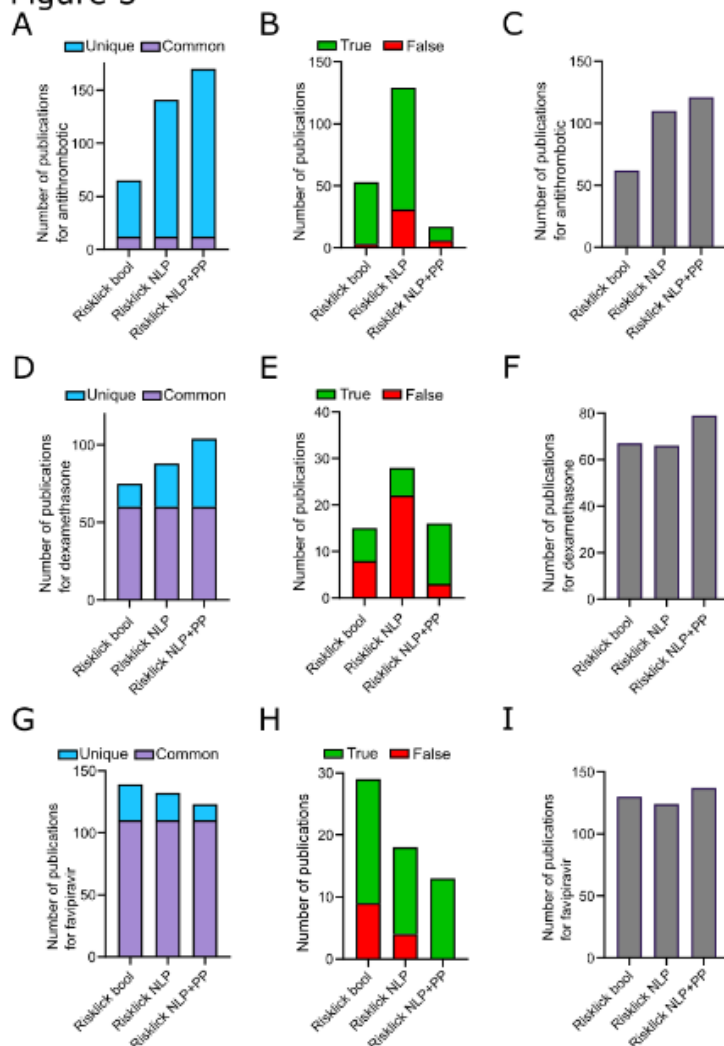 Figure 3
A
Unique Common
Number of publications
for antithrombotic
150
100
50
0
Risklick bool
Risklick NLP
Risklick NLP+PP
B
True False
Number of publications
150
100
50
0
Risklick bool
Risklick NLP
Risklick NLP+PP
C
Number of publications
for antithrombotic
150
100
50
0
Risklick bool
Risklick NLP
Risklick NLP+PP
D
Unique Common
Number of publications
for dexamethasone
100
50
0
Risklick bool
Risklick NLP
Risklick NLP+PP
E
True False
Number of publications
40
30
20
10
0
Risklick bool
Risklick NLP
Risklick NLP+PP
F
Number of publications
for dexamethasone
80
60
40
20
0
Risklick bool
Risklick NLP
Risklick NLP+PP
G
Unique Common
Number of publications
for favipiravir
150
100
50
0
Risklick bool
Risklick NLP
Risklick NLP+PP
H
True False
Number of publications
30
20
10
0
Risklick bool
Risklick NLP
Risklick NLP+PP
I
Number of publications
for favipiravir
150
100
50
0
Risklick bool
Risklick NLP
Risklick NLP+PP